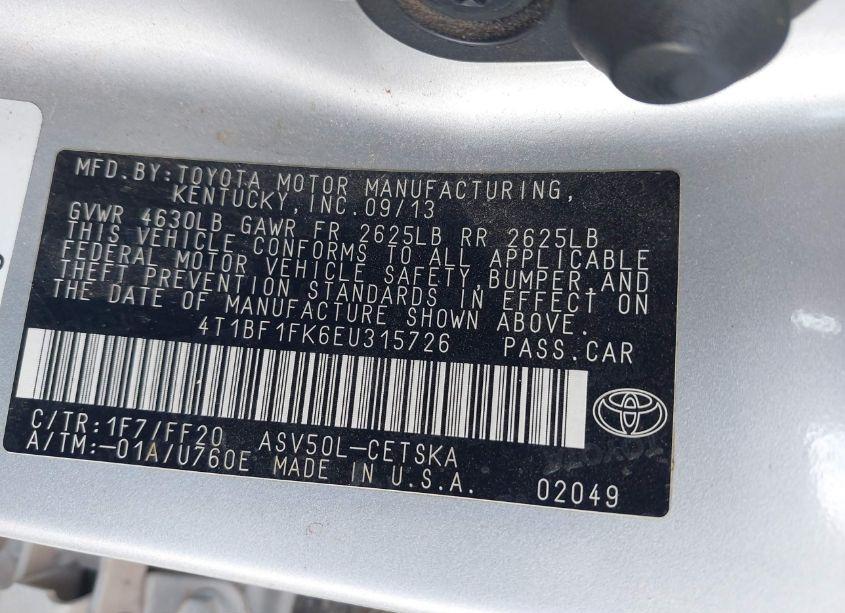 MFD.BY:TOYOTA MOTOR MANUFACTURING,
KENTUCKY,INC.09/13
GVWR 4630LB GAWR FR 2625LB RR 2625LB
THIS VEHICLE CONFORMS TO ALL APPLICABLE
FEDERAL MOTOR VEHICLE SAFETY,BUMPER,AND
THEFT PREVENTION STANDARDS IN EFFECT ON
THE DATE OF MANUFACTURE SHOWN ABOVE.
4T1BF1FK6EU315726 PASS.CAR
C/TR:1F7/FF20 ASV50L-CETSKA
A/TM:-01A/U760E MADE IN U.S.A. 02049